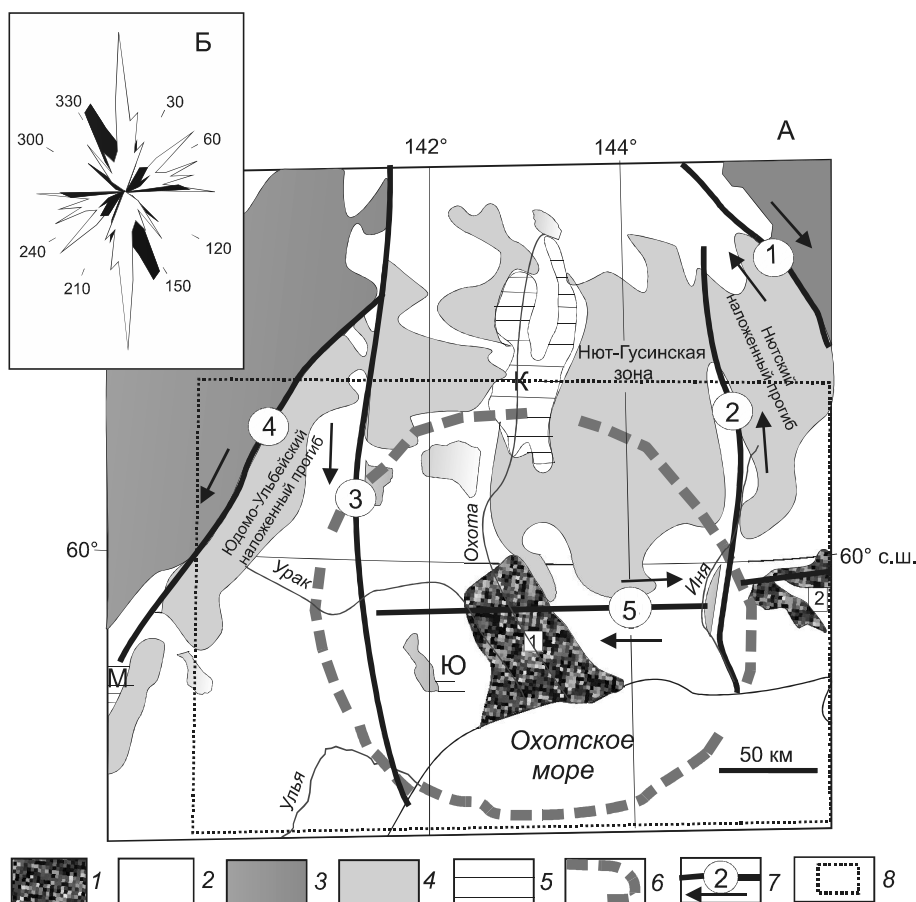 Б
330
30
300
60
240
120
210
150
А
142°
144°
1
Нютский
наложенный прогиб
Нют-Гусинская
зона
К
2
4
3
Юдомо-Ульбейский
наложенный прогиб
Охота
60°
60° с.ш.
Урак
Иня
5
2
1
М
Ю
Охотское
море
50 км
Улья
1
2
3
4
5
6
2
7
8